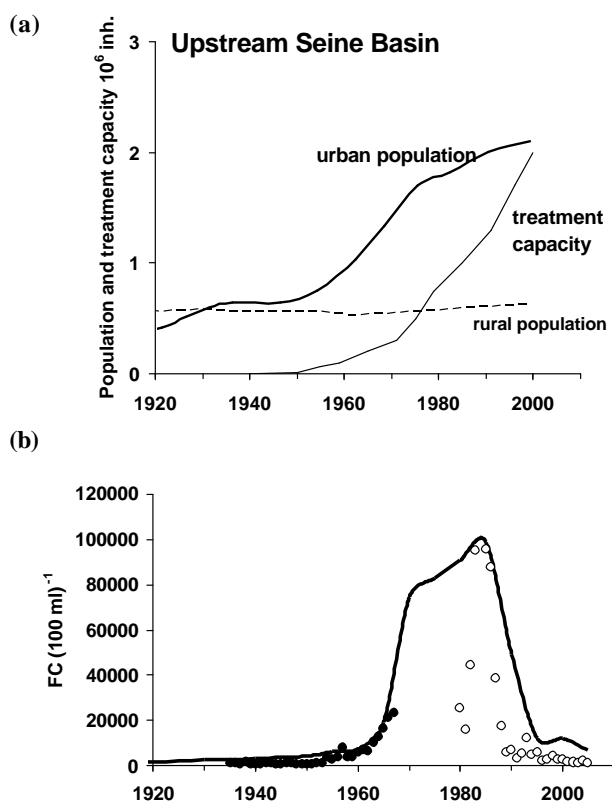 (a)
Upstream Seine Basin
Population and treatment capacity 10⁶ inh.
3
2
1
0
urban population
treatment
capacity
rural population
1920 1940 1960 1980 2000
(b)
FC (100 ml)⁻¹
120000
100000
80000
60000
40000
20000
0
1920 1940 1960 1980 2000